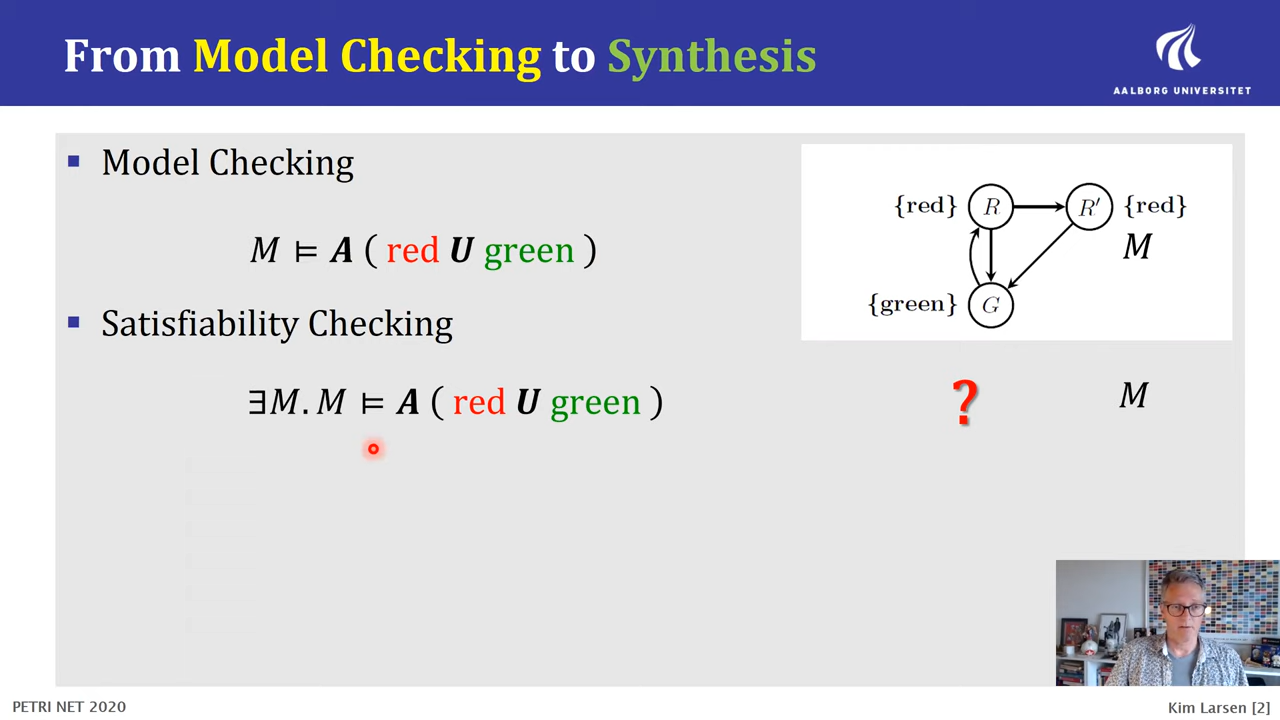 From Model Checking to Synthesis
AALBORG UNIVERSITET
▪ Model Checking
M ⊨ A ( red U green )
{red} R R′ {red}
M
{green} G
▪ Satisfiability Checking
∃M. M ⊨ A ( red U green )
? M
PETRI NET 2020
Kim Larsen [2]